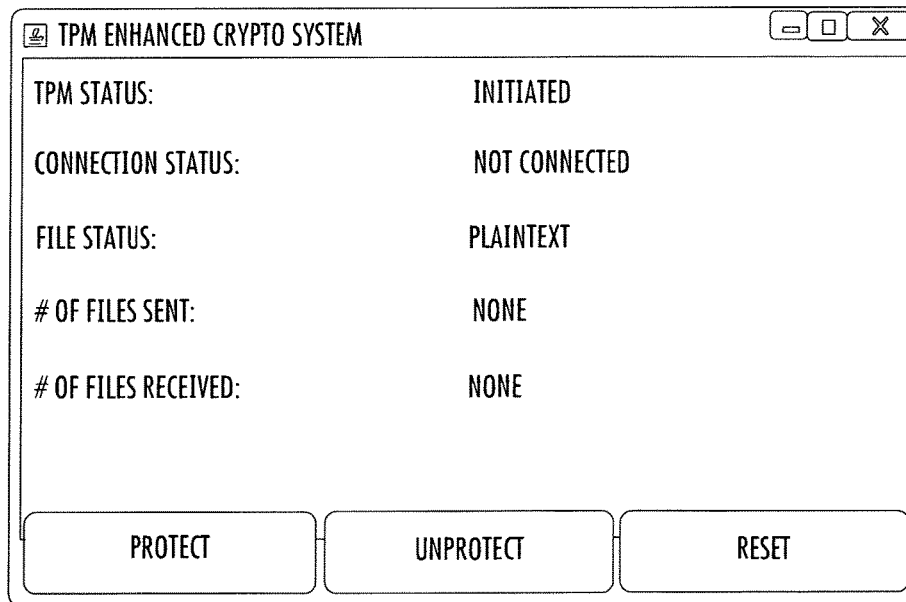 TPM ENHANCED CRYPTO SYSTEM
TPM STATUS: INITIATED
CONNECTION STATUS: NOT CONNECTED
FILE STATUS: PLAINTEXT
# OF FILES SENT: NONE
# OF FILES RECEIVED: NONE
PROTECT UNPROTECT RESET